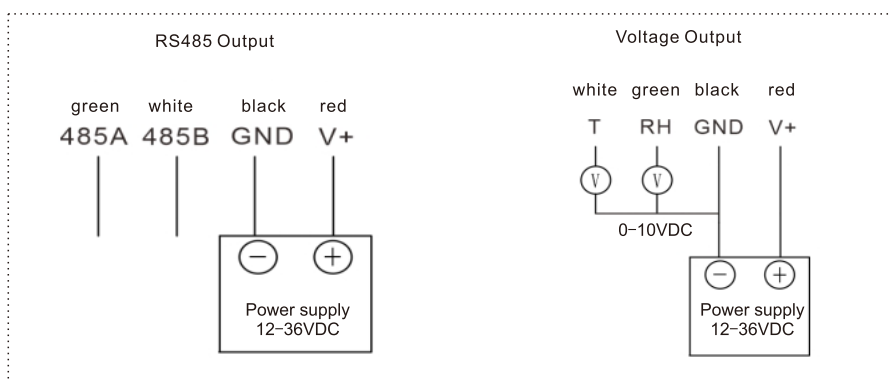 RS485 Output
green white black red
485A 485B GND V+
− +
Power supply
12−36VDC
Voltage Output
white green black red
T RH GND V+
V V
0−10VDC
− +
Power supply
12−36VDC